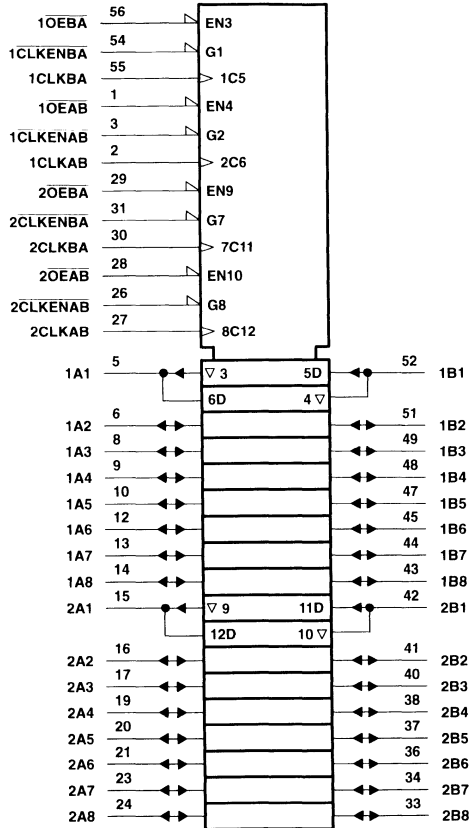 56
1OEBA EN3
54
1CLKENBA G1
55
1CLKBA 1C5
1
1OEAB EN4
3
1CLKENAB G2
2
1CLKAB 2C6
29
2OEBA EN9
31
2CLKENBA G7
30
2CLKBA 7C11
28
2OEAB EN10
26
2CLKENAB G8
27
2CLKAB 8C12
5 52
1A1 ▽ 3 5D 1B1
6D 4 ▽
6 51
1A2 1B2
8 49
1A3 1B3
9 48
1A4 1B4
10 47
1A5 1B5
12 45
1A6 1B6
13 44
1A7 1B7
14 43
1A8 1B8
15 42
2A1 ▽ 9 11D 2B1
12D 10 ▽
16 41
2A2 2B2
17 40
2A3 2B3
19 38
2A4 2B4
20 37
2A5 2B5
21 36
2A6 2B6
23 34
2A7 2B7
24 33
2A8 2B8